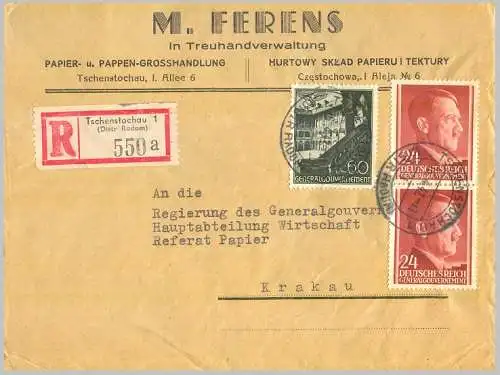 M. FERENS
In Treuhandverwaltung
PAPIER- u. PAPPEN-GROSSHANDLUNG
Tschenstochau, I. Allee 6
HURTOWY SKŁAD PAPIERU I TEKTURY
Częstochowa, I Aleja № 6
R
Tschenstochau 1
(Distr Radom)
550 a
60
GENERALGOUVERNEMENT
24
DEUTSCHES REICH
GENERALGOUVERNEMENT
24
DEUTSCHES REICH
GENERALGOUVERNEMENT
An die
Regierung des Generalgouvern
Hauptabteilung Wirtschaft
Referat Papier
Krakau